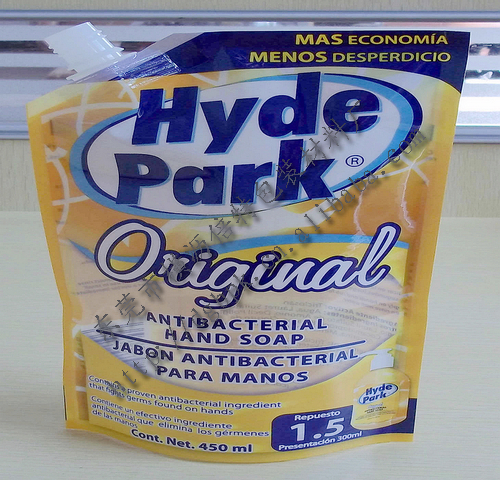 MAS ECONOMÍA
MENOS DESPERDICIO
Hyde
Park ®
Original
ANTIBACTERIAL
HAND SOAP
JABON ANTIBACTERIAL
PARA MANOS
Contains proven antibacterial ingredient
that fights germs found on hands
Contiene un efectivo ingrediente
antibacterial que elimina los gérmenes
de las manos
Cont. Net. 450 ml
Hyde
Park
Repuesto
1.5
Presentación 300ml